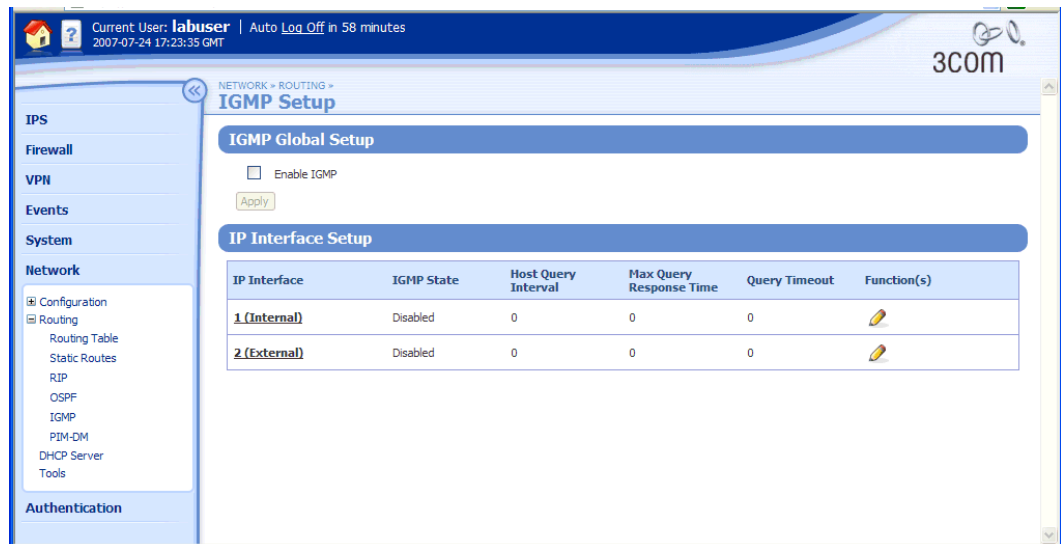 Current User: labuser | Auto Log Off in 58 minutes
2007-07-24 17:23:35 GMT
3COM
NETWORK > ROUTING >
IGMP Setup
IPS
Firewall
VPN
Events
System
Network
Configuration
Routing
Routing Table
Static Routes
RIP
OSPF
IGMP
PIM-DM
DHCP Server
Tools
Authentication
IGMP Global Setup
Enable IGMP
Apply
IP Interface Setup
IP Interface IGMP State Host Query Interval Max Query Response Time Query Timeout Function(s)
1 (Internal) Disabled 0 0 0
2 (External) Disabled 0 0 0